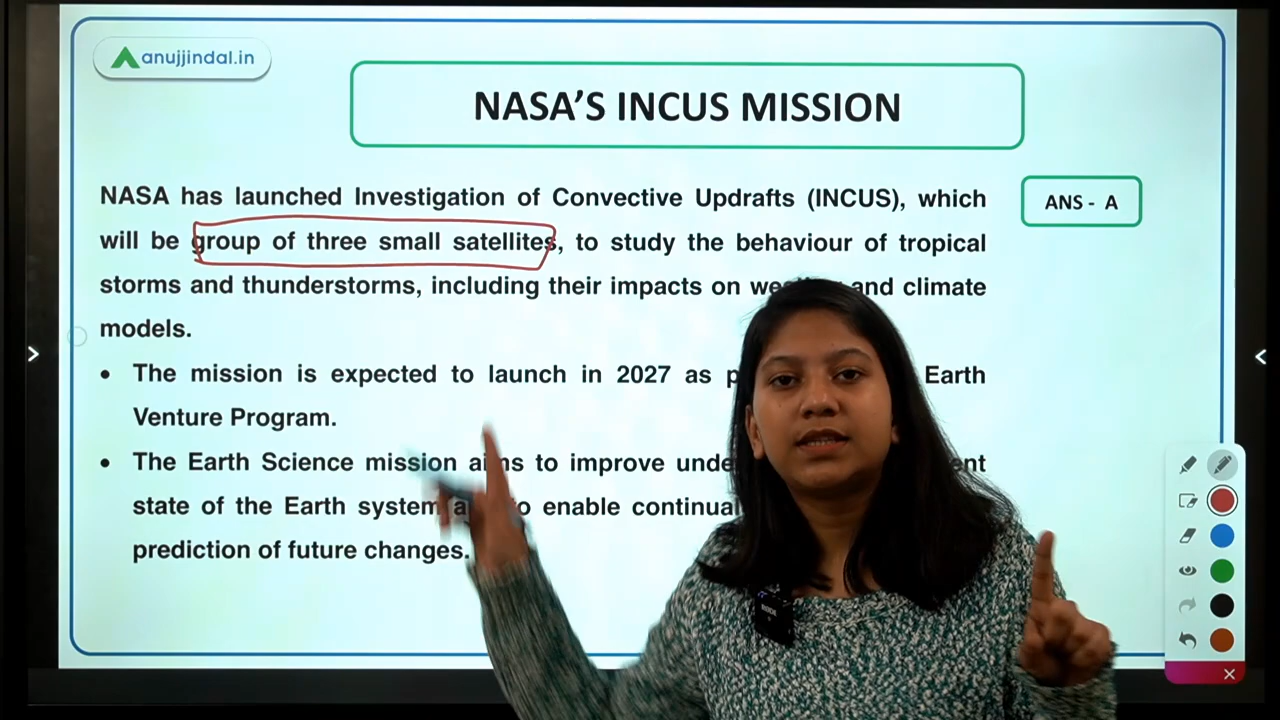 anujjindal.in
NASA'S INCUS MISSION
NASA has launched Investigation of Convective Updrafts (INCUS), which
ANS - A
will be group of three small satellites, to study the behaviour of tropical
storms and thunderstorms, including their impacts on and climate
models.
• The mission is expected to launch in 2027 as Earth
Venture Program.
• The Earth Science mission aims to improve
state of the Earth system enable
prediction of future changes.